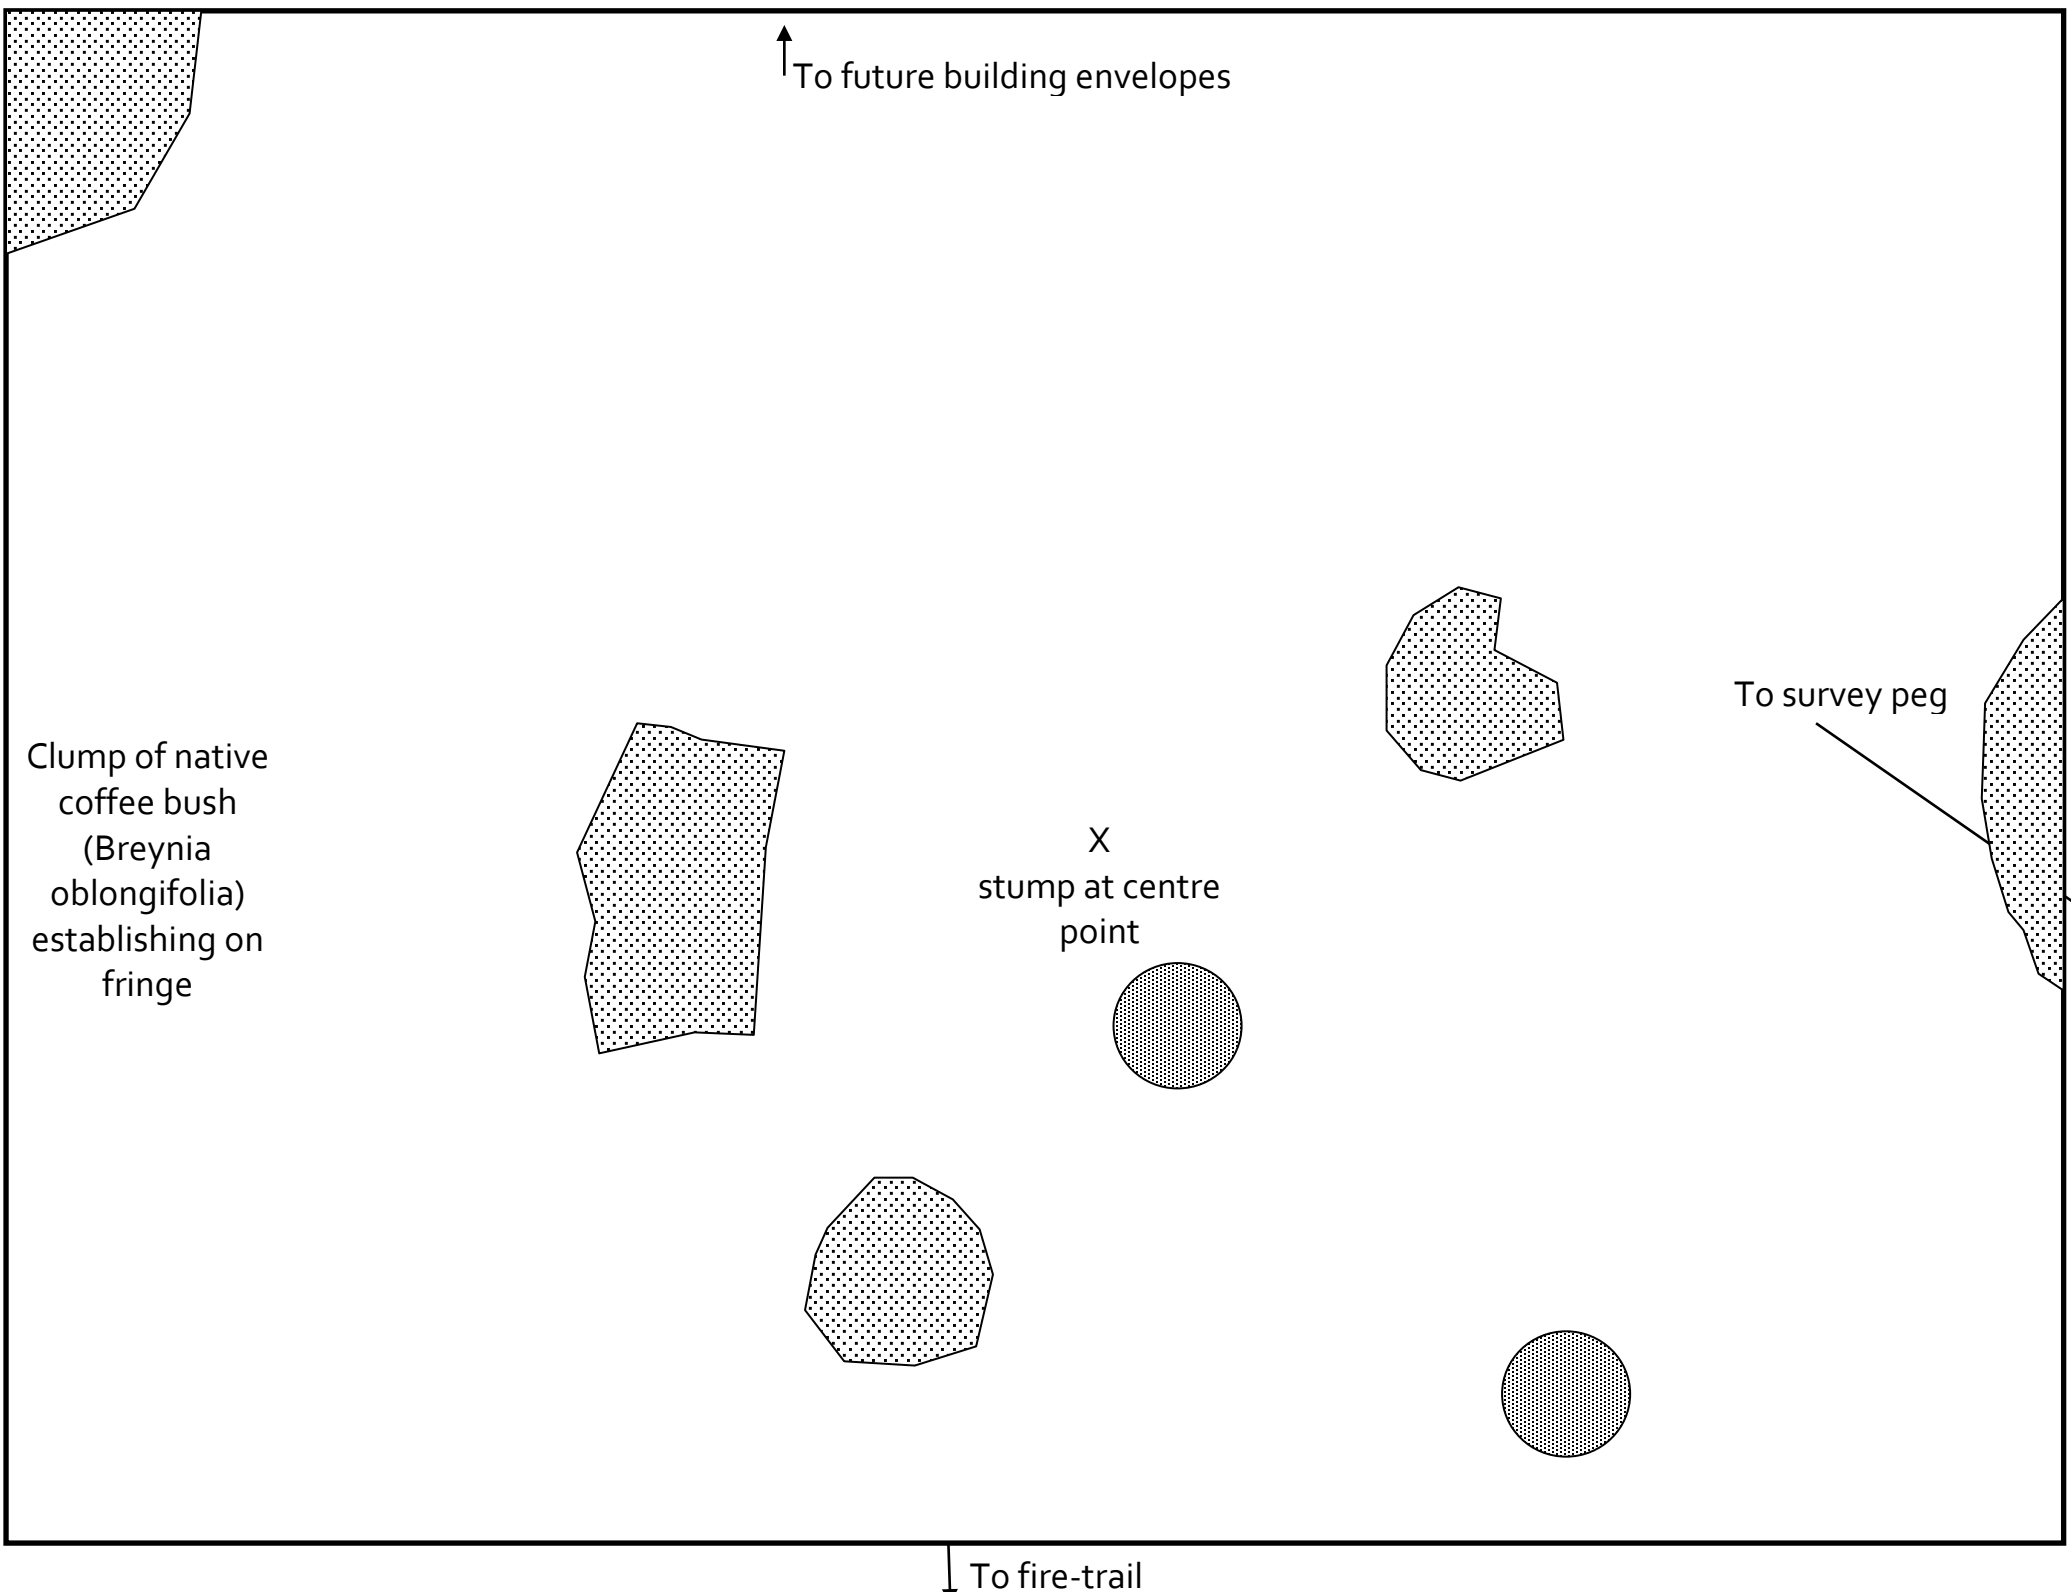 To future building envelopes
To survey peg
Clump of native
coffee bush
(Breynia
oblongifolia)
establishing on
fringe
X
stump at centre
point
To fire-trail